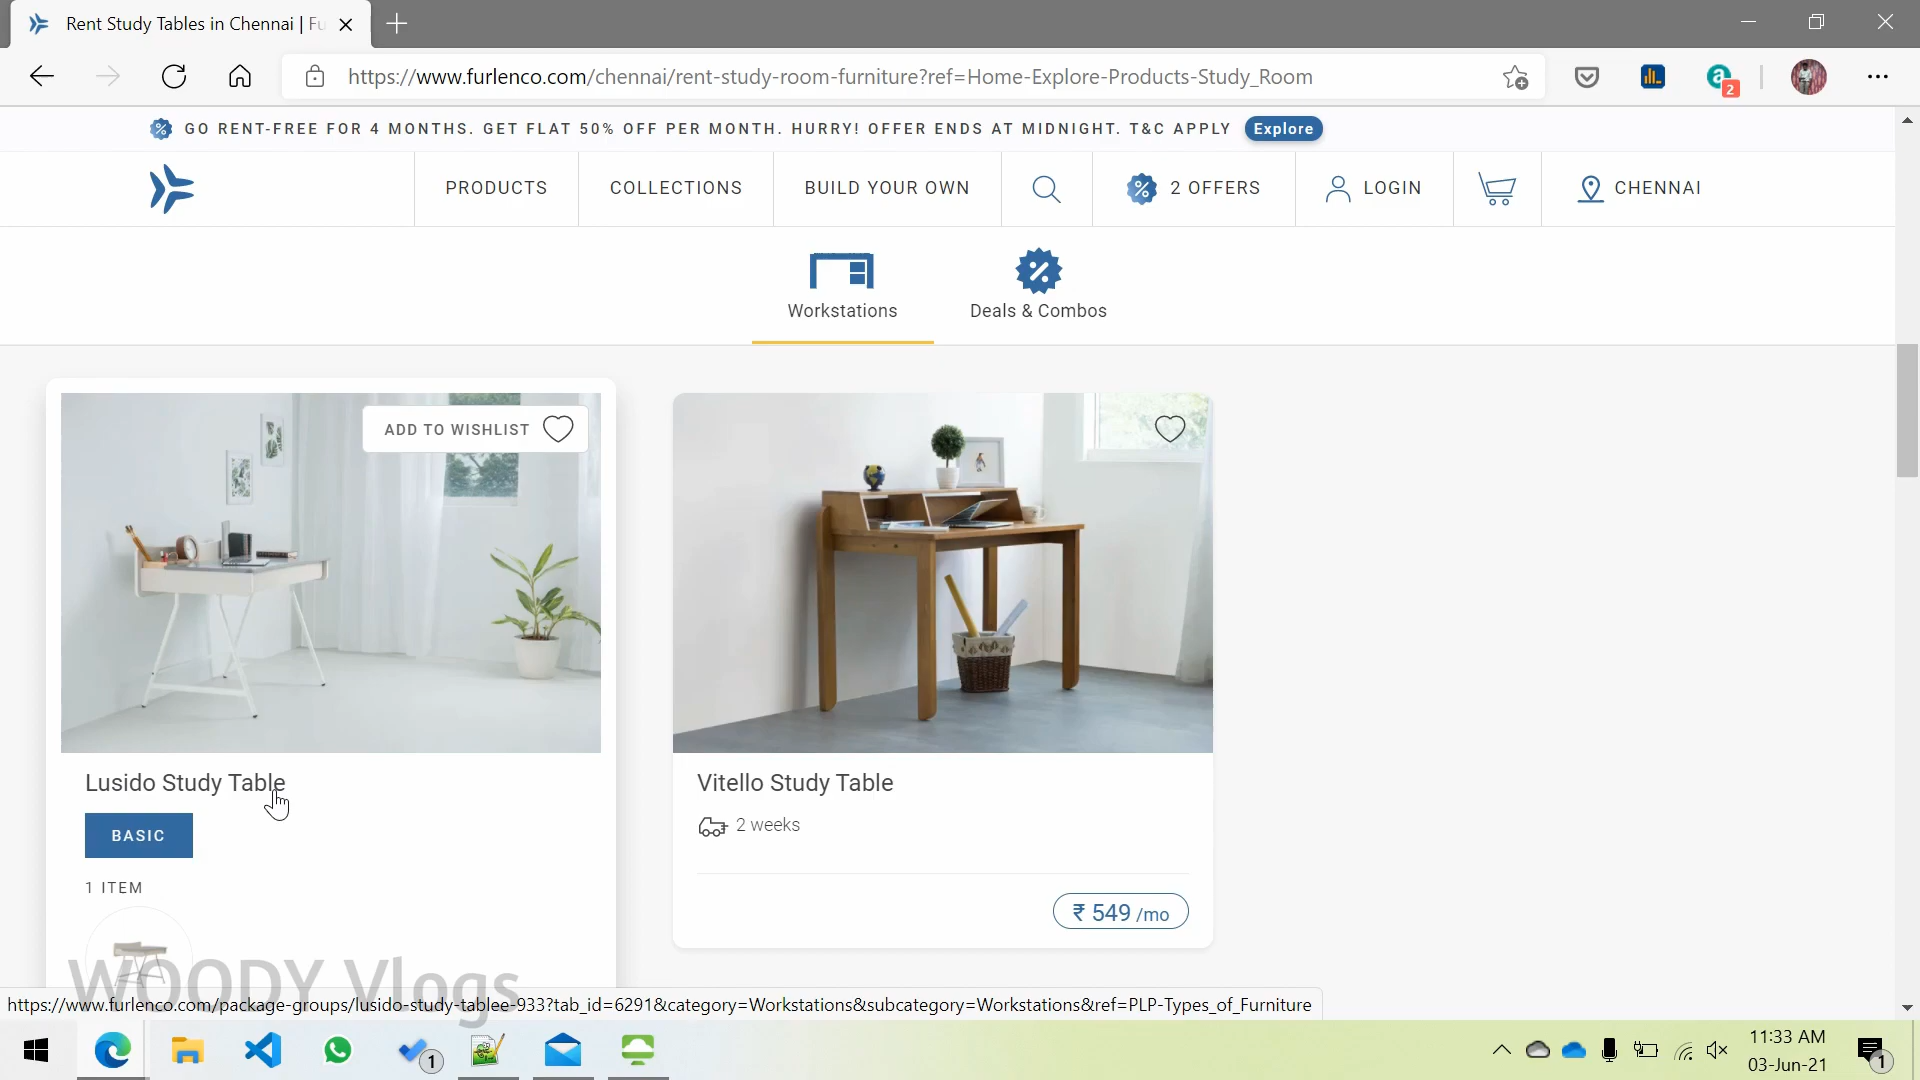 Rent Study Tables in Chennai | Fu
https://www.furlenco.com/chennai/rent-study-room-furniture?ref=Home-Explore-Products-Study_Room
2
GO RENT-FREE FOR 4 MONTHS. GET FLAT 50% OFF PER MONTH. HURRY! OFFER ENDS AT MIDNIGHT. T&C APPLY Explore
PRODUCTS
COLLECTIONS
BUILD YOUR OWN
2 OFFERS
LOGIN
CHENNAI
Workstations
Deals & Combos
ADD TO WISHLIST
Lusido Study Table
BASIC
1 ITEM
Vitello Study Table
2 weeks
₹ 549 /mo
WOODY Vlogs
https://www.furlenco.com/package-groups/lusido-study-tablee-933?tab_id=6291&category=Workstations&subcategory=Workstations&ref=PLP-Types_of_Furniture
1
11:33 AM
03-Jun-21
1